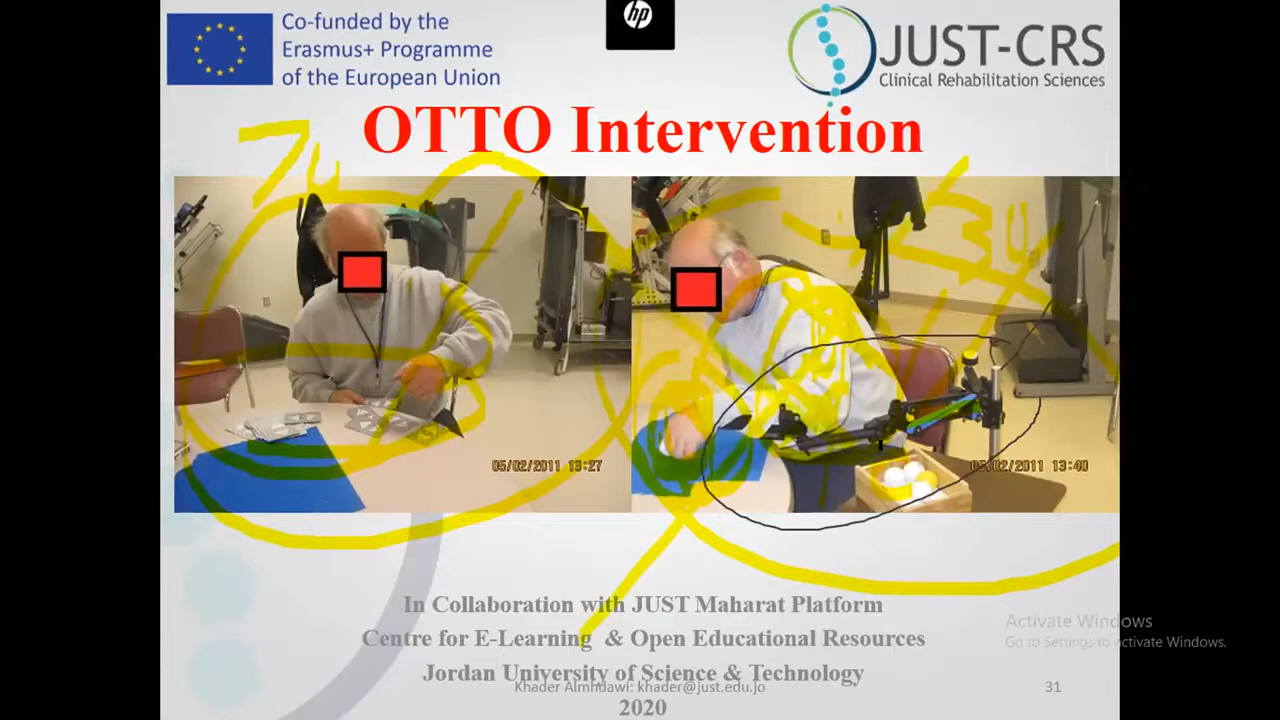 Co-funded by the
Erasmus+ Programme
of the European Union
hp
JUST-CRS
Clinical Rehabilitation Sciences
OTTO Intervention
05/02/2011 13:27
05/02/2011 13:40
In Collaboration with JUST Maharat Platform
Centre for E-Learning & Open Educational Resources
Jordan University of Science & Technology
Khader Almhdawi: khader@just.edu.jo
31
2020
Activate Windows
Go to Settings to activate Windows.